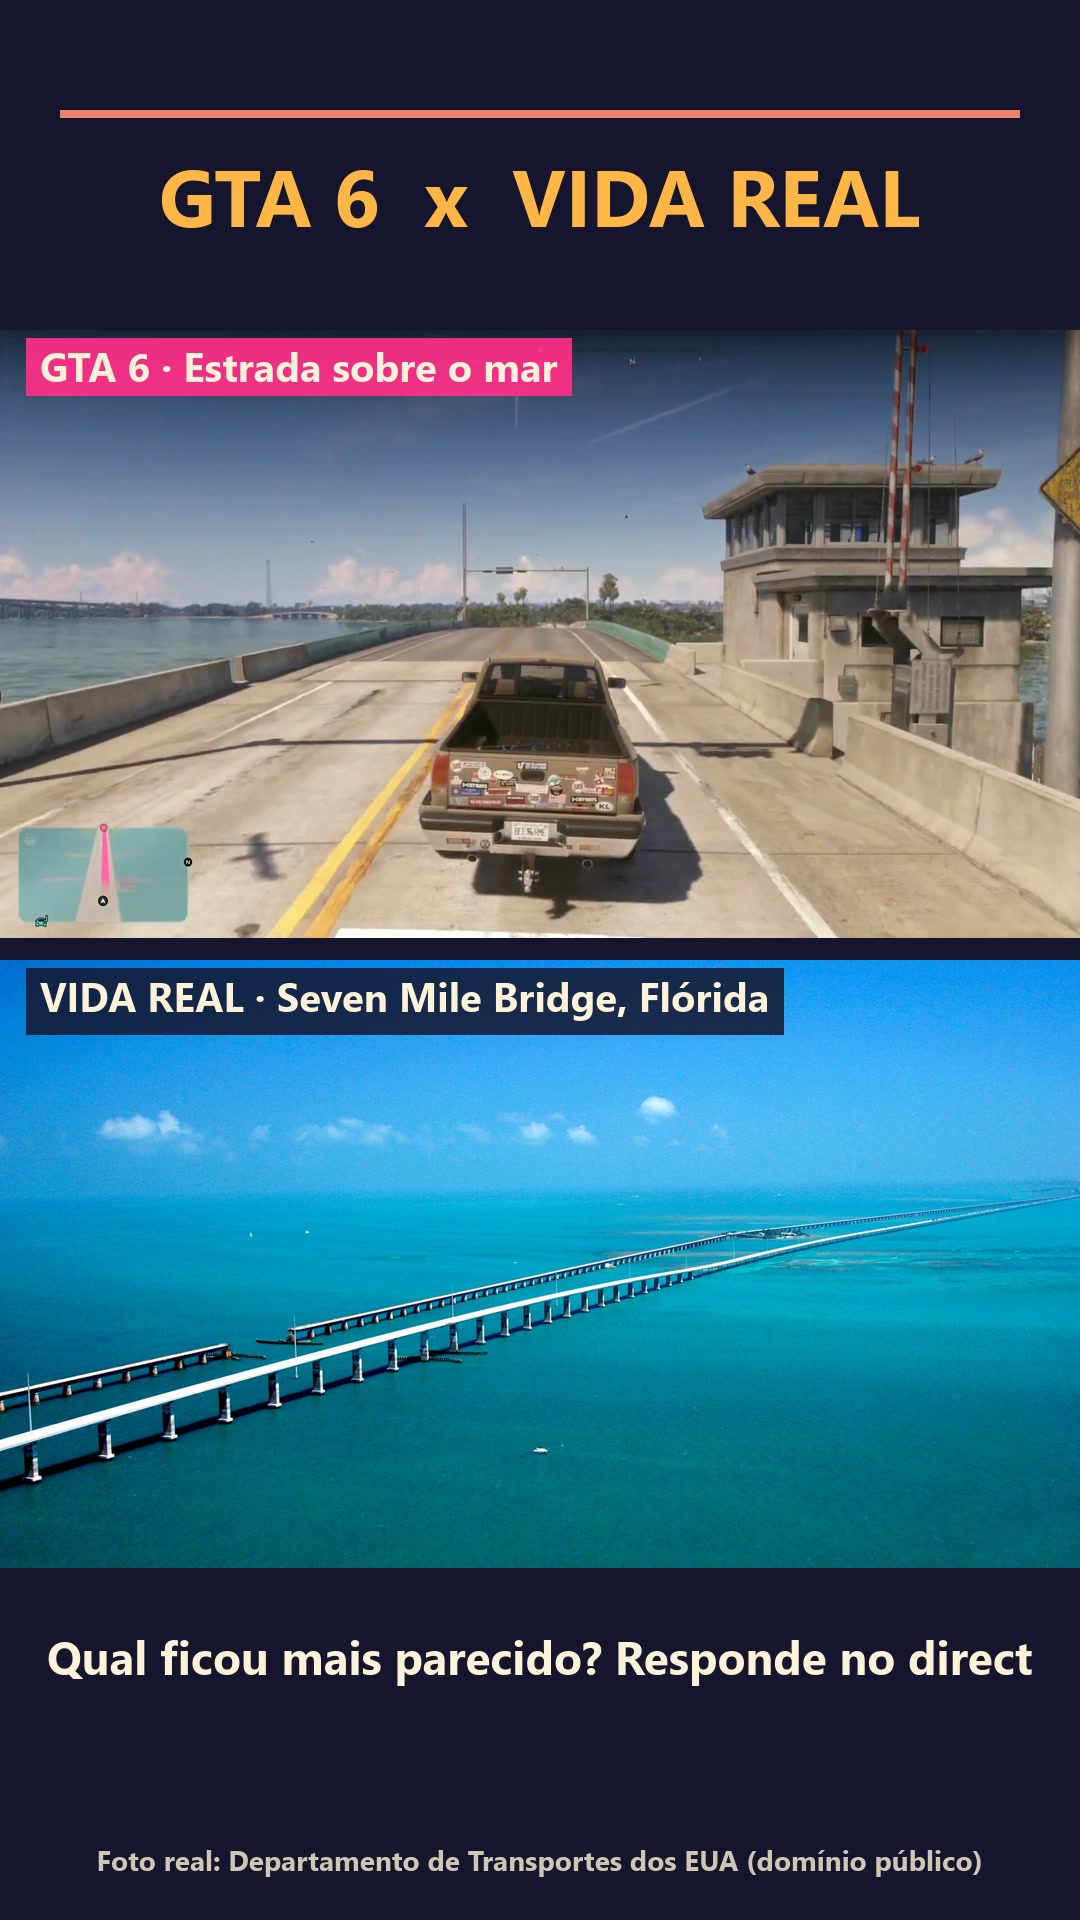 GTA 6 x VIDA REAL
GTA 6 · Estrada sobre o mar
N
KL
N
VIDA REAL · Seven Mile Bridge, Flórida
Qual ficou mais parecido? Responde no direct
Foto real: Departamento de Transportes dos EUA (domínio público)